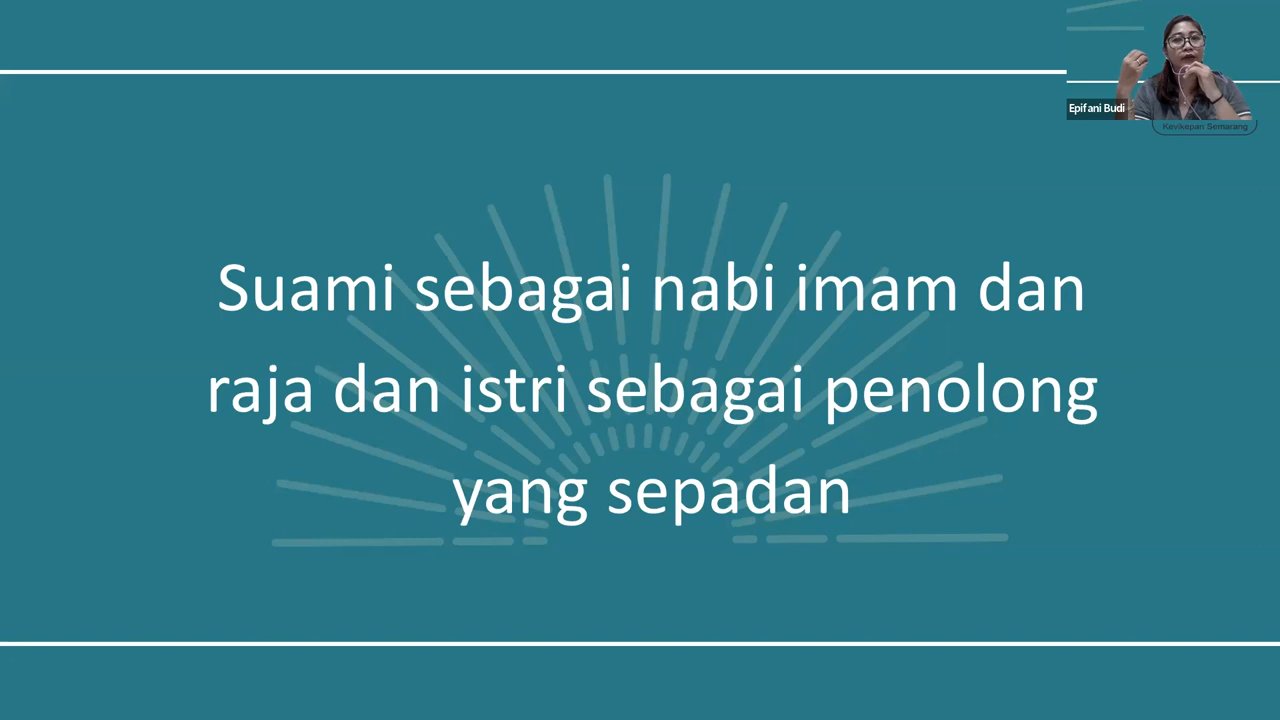 Epifani Budi
Kevikepan Semarang
Suami sebagai nabi imam dan
raja dan istri sebagai penolong
yang sepadan